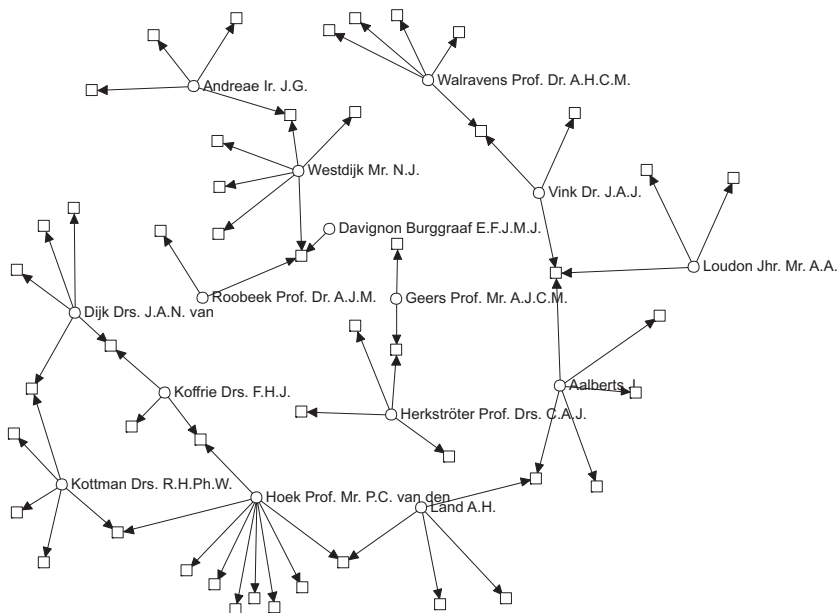 Andreae Ir. J.G.
Walravens Prof. Dr. A.H.C.M.
Westdijk Mr. N.J.
Vink Dr. J.A.J.
Davignon Burggraaf E.F.J.M.J.
Loudon Jhr. Mr. A.A.
Roobeek Prof. Dr. A.J.M.
Geers Prof. Mr. A.J.C.M.
Dijk Drs. J.A.N. van
Koffrie Drs. F.H.J.
Aalberts J.
Herkströter Prof. Drs. C.A.J.
Kottman Drs. R.H.Ph.W.
Hoek Prof. Mr. P.C. van den
Land A.H.